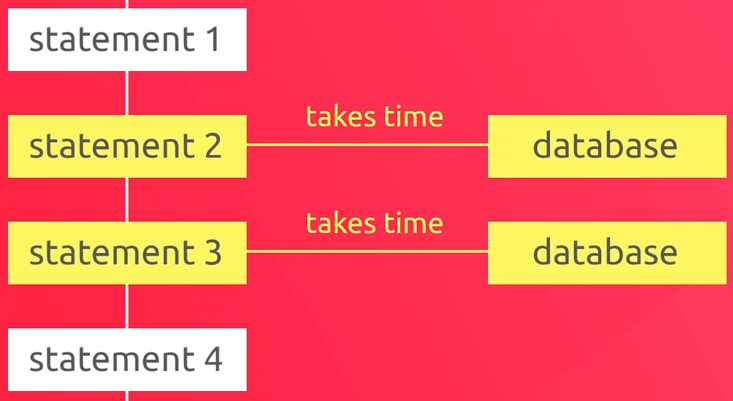 statement 1
takes time
statement 2
database
takes time
statement 3
database
statement 4